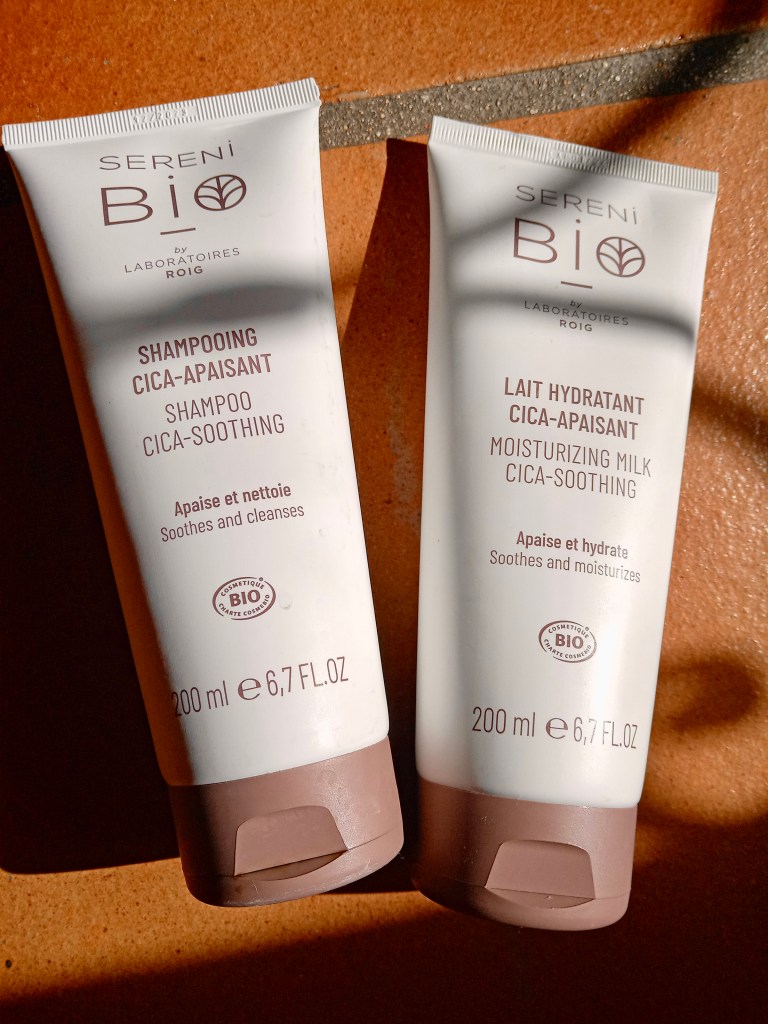 SERENi
BiO
by
LABORATOIRES
ROIG
SHAMPOOING
CICA-APAISANT
SHAMPOO
CICA-SOOTHING
Apaise et nettoie
Soothes and cleanses
COSMETIQUE
BIO
CHARTE COSMEBIO
200 ml e 6,7 FL.OZ
SERENi
BiO
by
LABORATOIRES
ROIG
LAIT HYDRATANT
CICA-APAISANT
MOISTURIZING MILK
CICA-SOOTHING
Apaise et hydrate
Soothes and moisturizes
COSMETIQUE
BIO
CHARTE COSMEBIO
200 ml e 6,7 FL.OZ